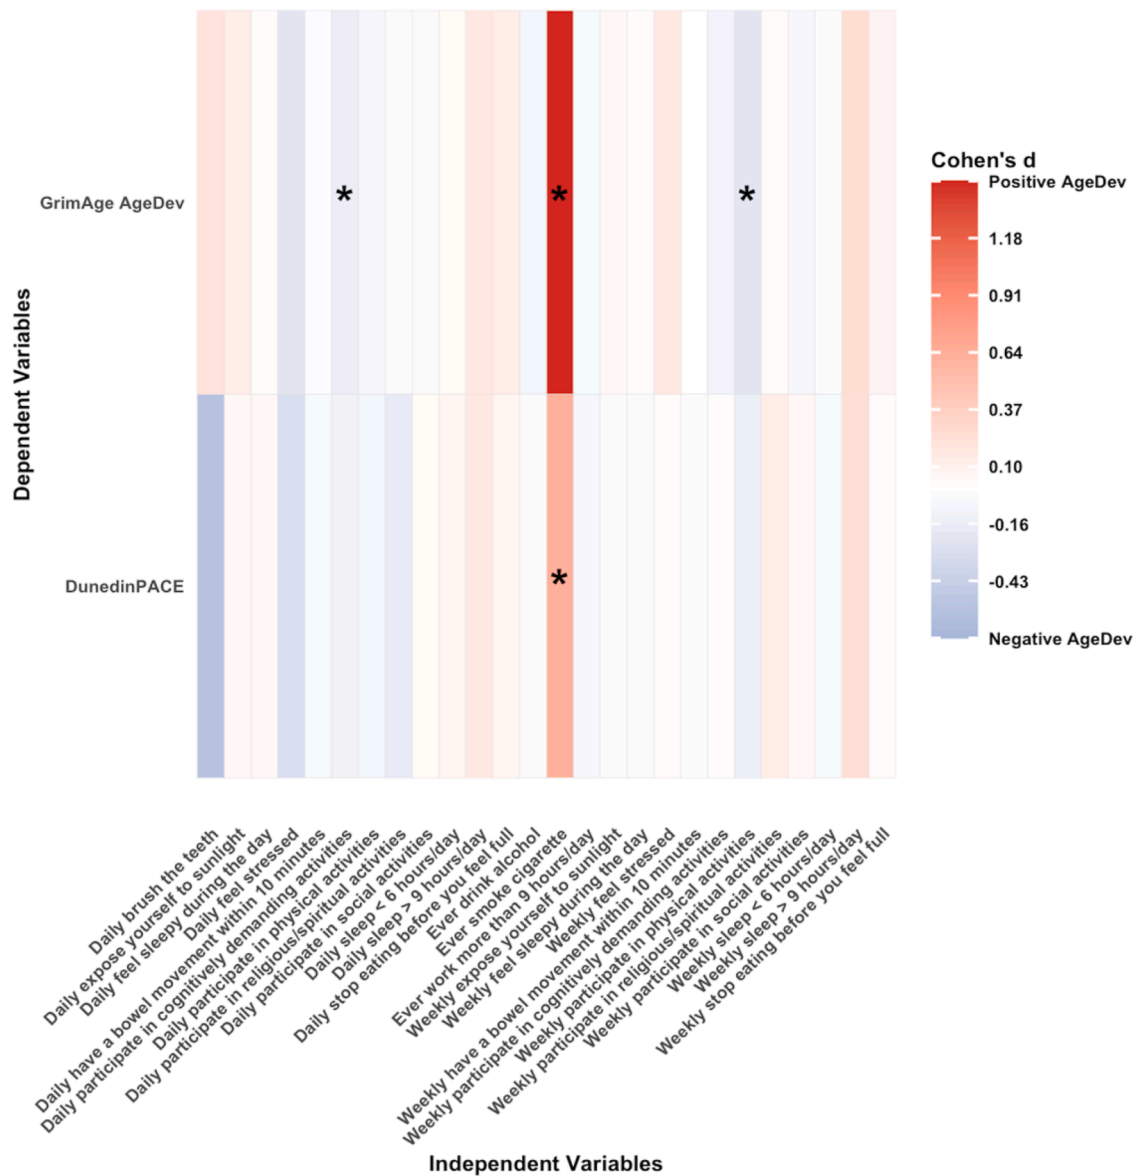 Cohen's d
Positive AgeDev
1.18
0.91
0.64
0.37
0.10
-0.16
-0.43
Negative AgeDev
Dependent Variables
GrimAge AgeDev
*
*
*
DunedinPACE
*
Daily brush the teeth
Daily expose yourself to sunlight
Daily feel sleepy during the day
Daily feel stressed
Daily have a bowel movement within 10 minutes
Daily participate in cognitively demanding activities
Daily participate in physical activities
Daily participate in religious/spiritual activities
Daily participate in social activities
Daily sleep < 6 hours/day
Daily sleep > 9 hours/day
Daily stop eating before you feel full
Ever drink alcohol
Ever smoke cigarette
Ever work more than 9 hours/day
Weekly expose yourself to sunlight
Weekly feel sleepy during the day
Weekly feel stressed
Weekly have a bowel movement within 10 minutes
Weekly participate in cognitively demanding activities
Weekly participate in physical activities
Weekly participate in religious/spiritual activities
Weekly participate in social activities
Weekly sleep < 6 hours/day
Weekly sleep > 9 hours/day
Weekly stop eating before you feel full
Independent Variables